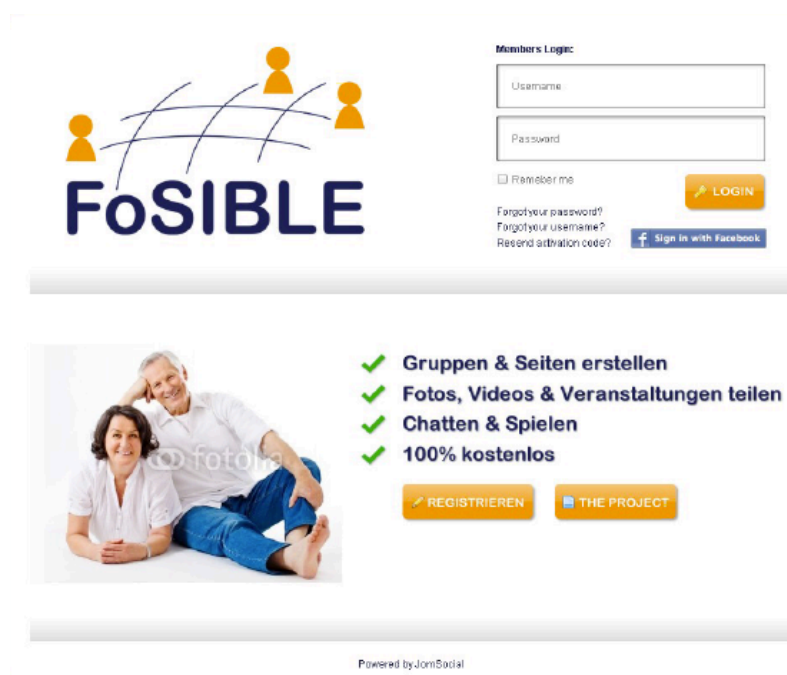 FoSIBLE
Members Login:
Username
Password
Remeber me
LOGIN
Forgot your password?
Forgot your username?
Resend activation code?
f Sign in with Facebook
fotolia
Gruppen & Seiten erstellen
Fotos, Videos & Veranstaltungen teilen
Chatten & Spielen
100% kostenlos
REGISTRIEREN
THE PROJECT
Powered by JomSocial